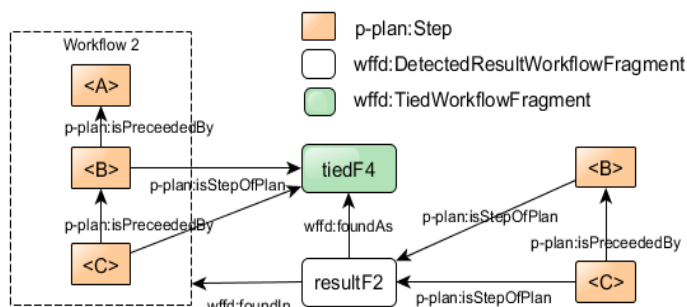 Workflow 2
p-plan:Step
wffd:DetectedResultWorkflowFragment
wffd:TiedWorkflowFragment
<A>
p-plan:isPreceededBy
<B>
p-plan:isStepOfPlan
tiedF4
<B>
p-plan:isPreceededBy
p-plan:isStepOfPlan
wffd:foundAs
p-plan:isPreceededBy
<C>
resultF2
<C>
wffd:foundIn
p-plan:isStepOfPlan